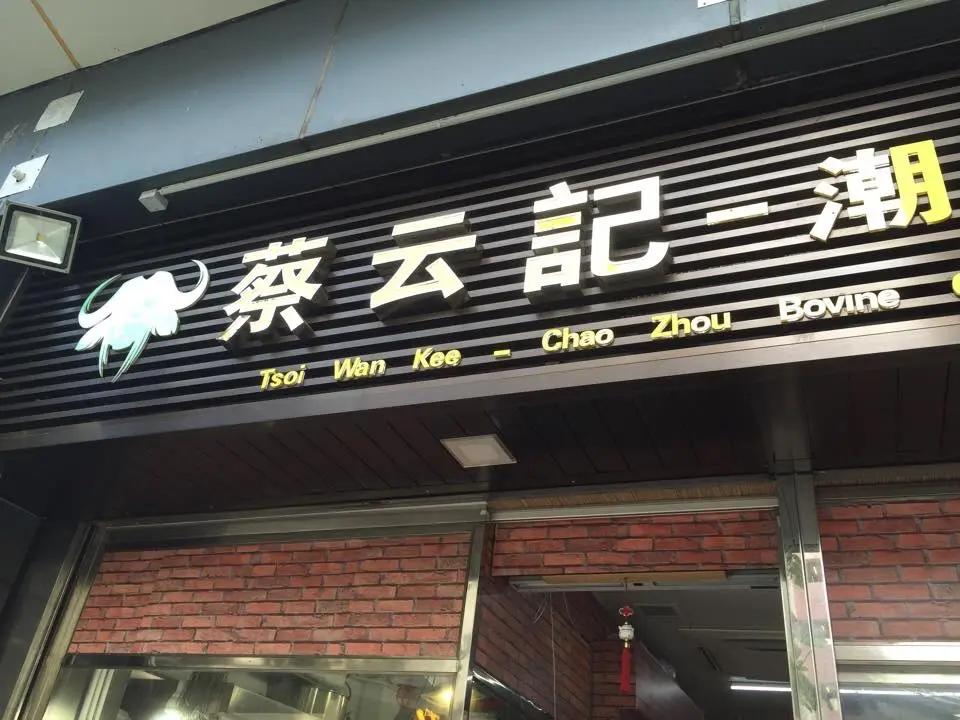 蔡云記-潮
Tsoi Wan Kee - Chao Zhou Bovine